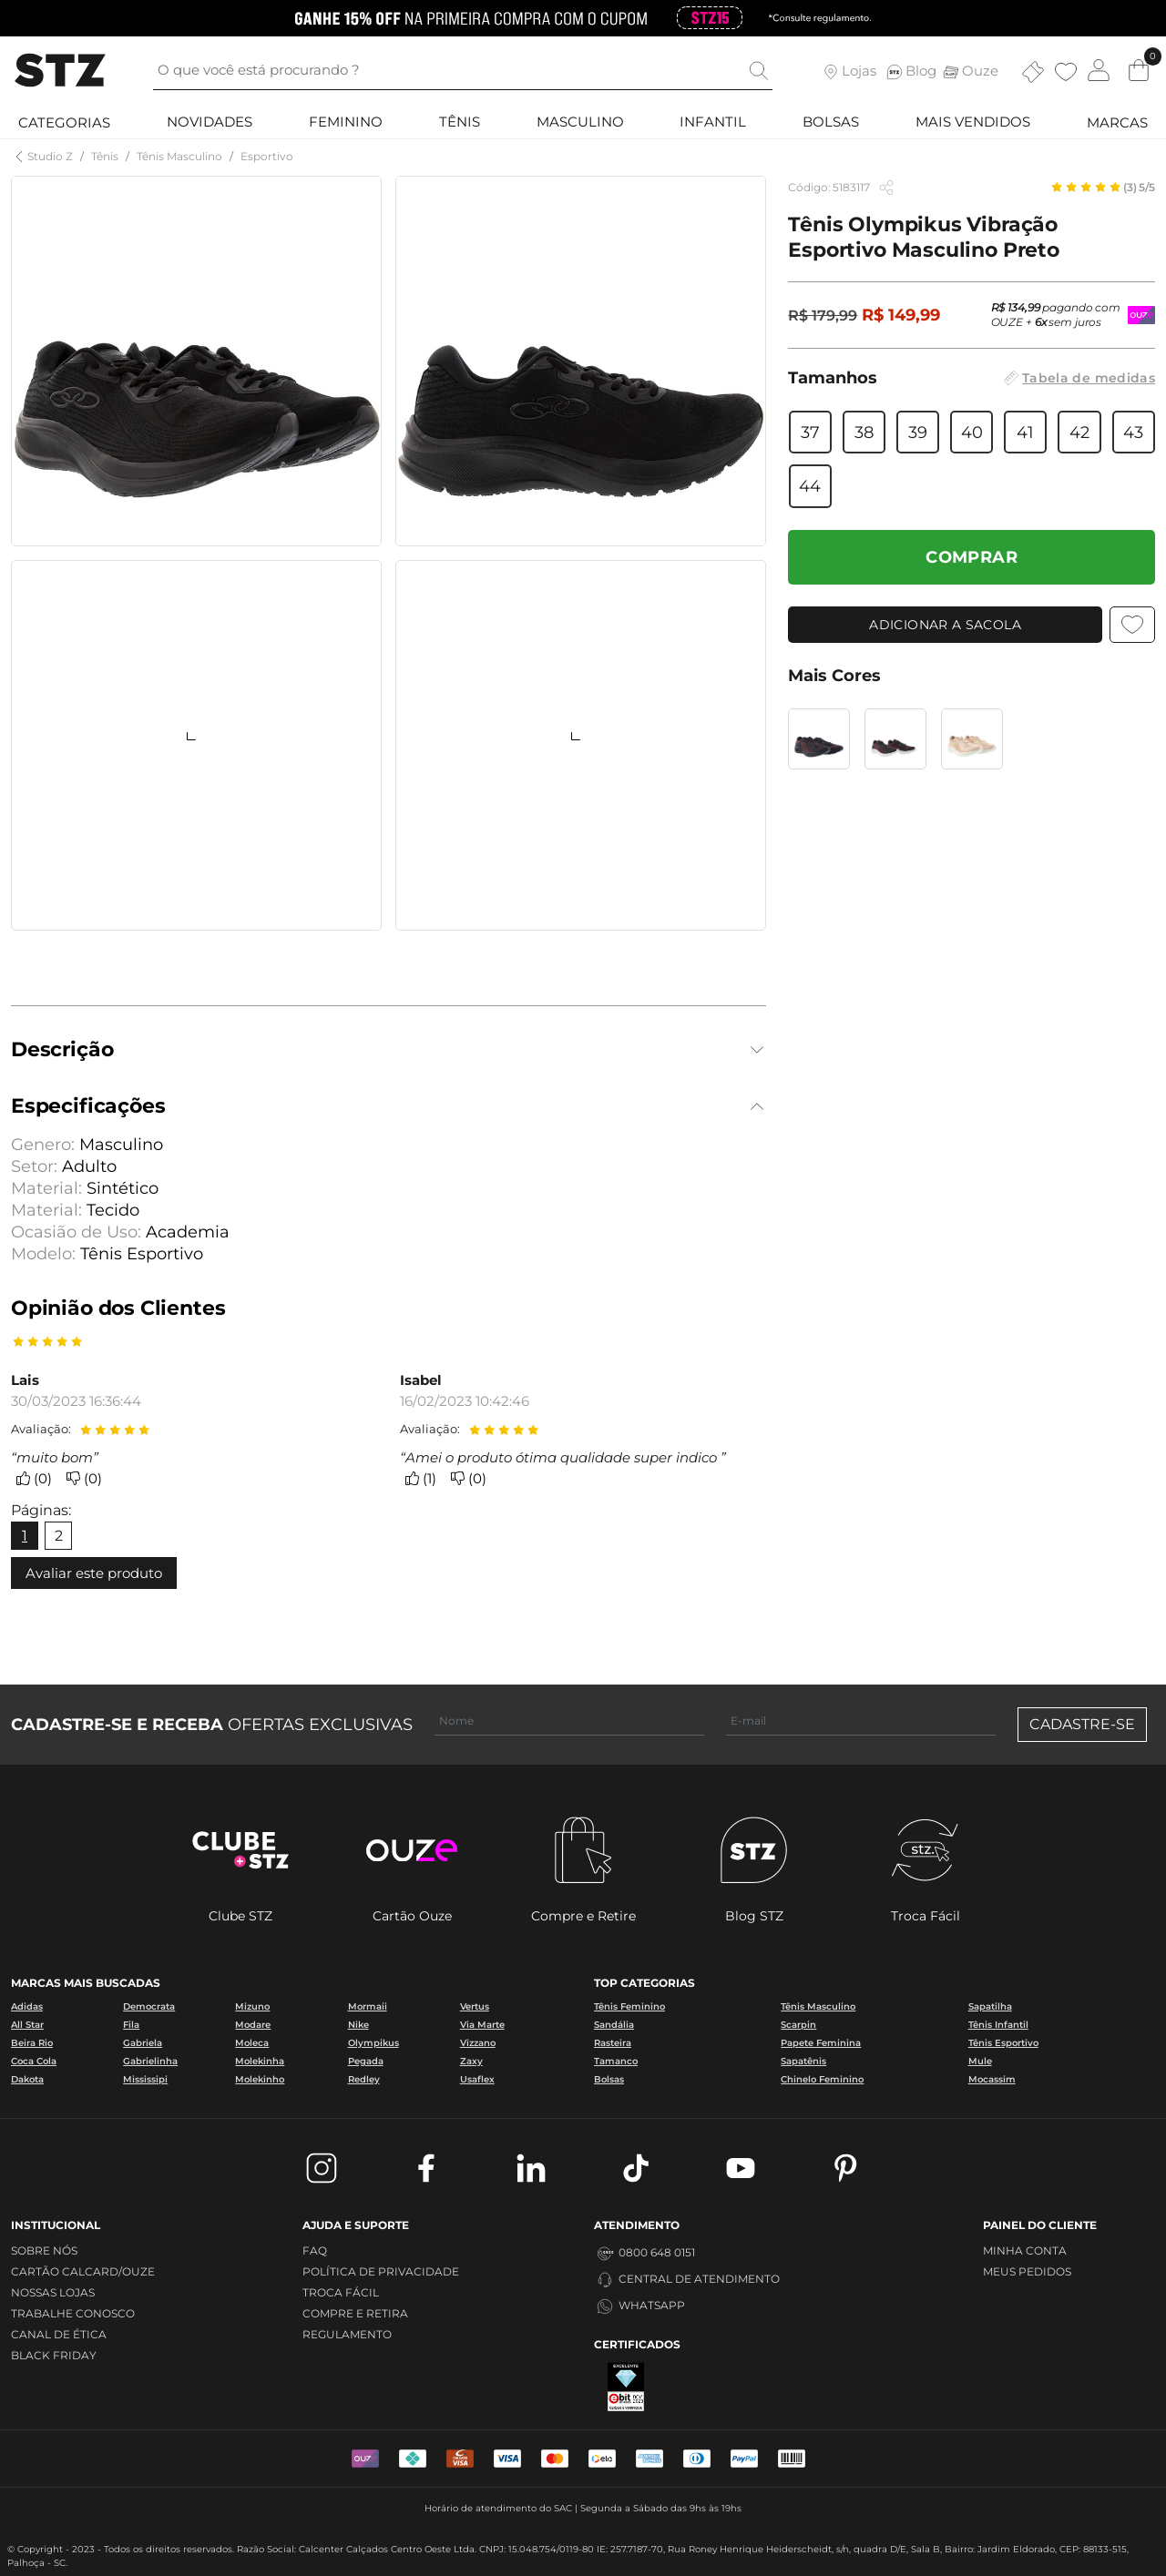 GANHE 15% OFF NA PRIMEIRA COMPRA COM O CUPOM STZ15 *Consulte regulamento.
STZ
O que você está procurando ?
Lojas STZ Blog Ouze
0
CATEGORIAS NOVIDADES FEMININO TÊNIS MASCULINO INFANTIL BOLSAS MAIS VENDIDOS MARCAS
Studio Z / Tênis / Tênis Masculino / Esportivo
Código: 5183117
(3) 5/5
Tênis Olympikus Vibração
Esportivo Masculino Preto
R$ 179,99 R$ 149,99
R$ 134,99 pagando com
OUZE + 6x sem juros
OUZ
Tamanhos
Tabela de medidas
37 38 39 40 41 42 43
44
COMPRAR
ADICIONAR A SACOLA
Mais Cores
Descrição
Especificações
Genero: Masculino
Setor: Adulto
Material: Sintético
Material: Tecido
Ocasião de Uso: Academia
Modelo: Tênis Esportivo
Opinião dos Clientes
Lais
30/03/2023 16:36:44
Avaliação:
“muito bom”
(0) (0)
Isabel
16/02/2023 10:42:46
Avaliação:
“Amei o produto ótima qualidade super indico ”
(1) (0)
Páginas:
1 2
Avaliar este produto
CADASTRE-SE E RECEBA OFERTAS EXCLUSIVAS
Nome
E-mail
CADASTRE-SE
CLUBE
STZ
ouze
STZ
stz.
Clube STZ Cartão Ouze Compre e Retire Blog STZ Troca Fácil
MARCAS MAIS BUSCADAS
Adidas Democrata Mizuno Mormaii Vertus
All Star Fila Modare Nike Via Marte
Beira Rio Gabriela Moleca Olympikus Vizzano
Coca Cola Gabrielinha Molekinha Pegada Zaxy
Dakota Mississipi Molekinho Redley Usaflex
TOP CATEGORIAS
Tênis Feminino Tênis Masculino Sapatilha
Sandália Scarpin Tênis Infantil
Rasteira Papete Feminina Tênis Esportivo
Tamanco Sapatênis Mule
Bolsas Chinelo Feminino Mocassim
INSTITUCIONAL
SOBRE NÓS
CARTÃO CALCARD/OUZE
NOSSAS LOJAS
TRABALHE CONOSCO
CANAL DE ÉTICA
BLACK FRIDAY
AJUDA E SUPORTE
FAQ
POLÍTICA DE PRIVACIDADE
TROCA FÁCIL
COMPRE E RETIRA
REGULAMENTO
ATENDIMENTO
0800 648 0151
CENTRAL DE ATENDIMENTO
WHATSAPP
CERTIFICADOS
EXCELENTE
ebit
PAINEL DO CLIENTE
MINHA CONTA
MEUS PEDIDOS
OUZ VISA VISA elo PayPal
Horário de atendimento do SAC | Segunda a Sábado das 9hs às 19hs
© Copyright - 2023 - Todos os direitos reservados. Razão Social: Calcenter Calçados Centro Oeste Ltda. CNPJ: 15.048.754/0119-80 IE: 257.7187-70, Rua Roney Henrique Heiderscheidt, s/n, quadra D/E, Sala B, Bairro: Jardim Eldorado, CEP: 88133-515,
Palhoça - SC.